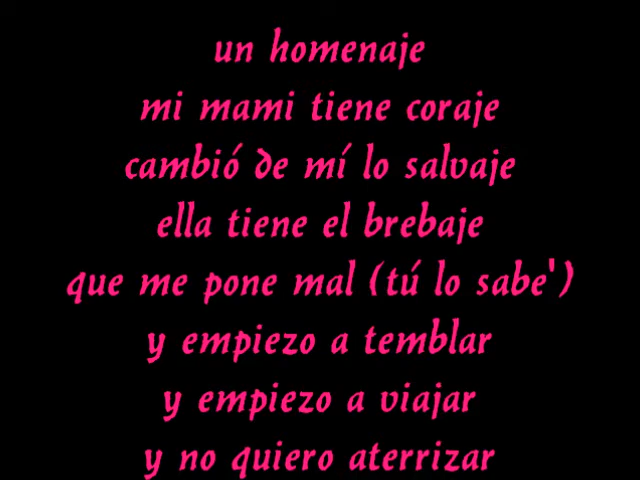 un homenaje
mi mami tiene coraje
cambió de mí lo salvaje
ella tiene el brebaje
que me pone mal (tú lo sabe')
y empiezo a temblar
y empiezo a viajar
y no quiero aterrizar